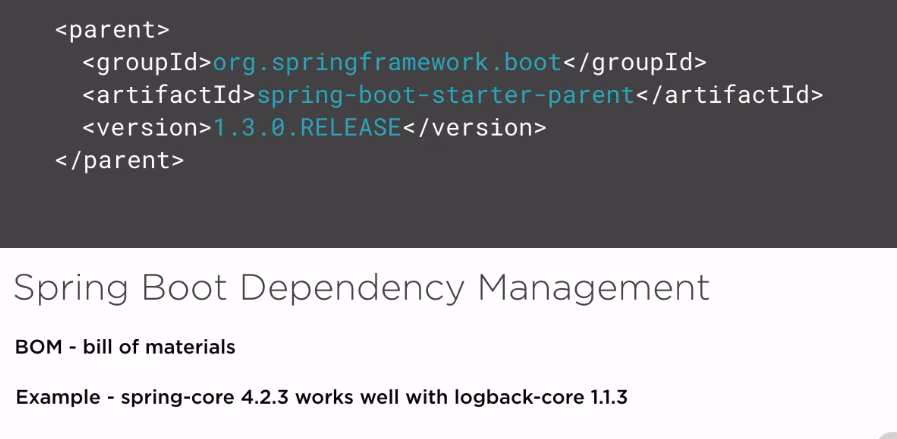 <parent>
<groupId>org.springframework.boot</groupId>
<artifactId>spring-boot-starter-parent</artifactId>
<version>1.3.0.RELEASE</version>
</parent>
Spring Boot Dependency Management
BOM - bill of materials
Example - spring-core 4.2.3 works well with logback-core 1.1.3